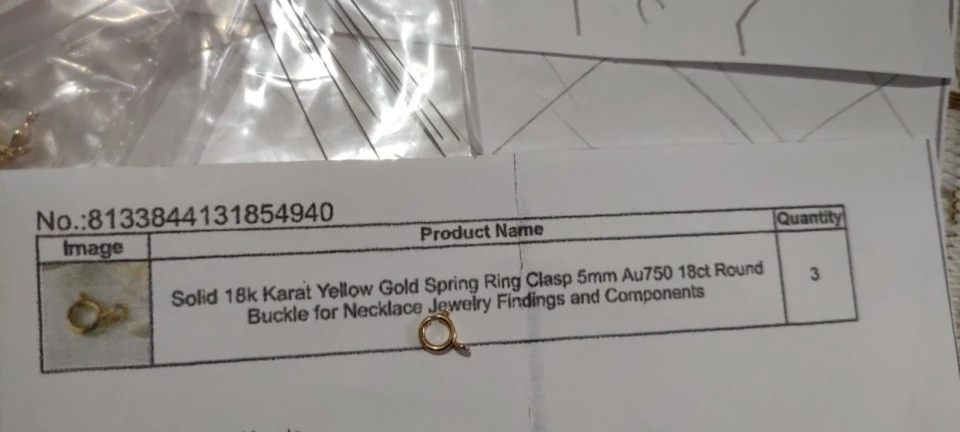 No.:8133844131854940
Image Product Name Quantity
Solid 18k Karat Yellow Gold Spring Ring Clasp 5mm Au750 18ct Round 3
Buckle for Necklace Jewelry Findings and Components